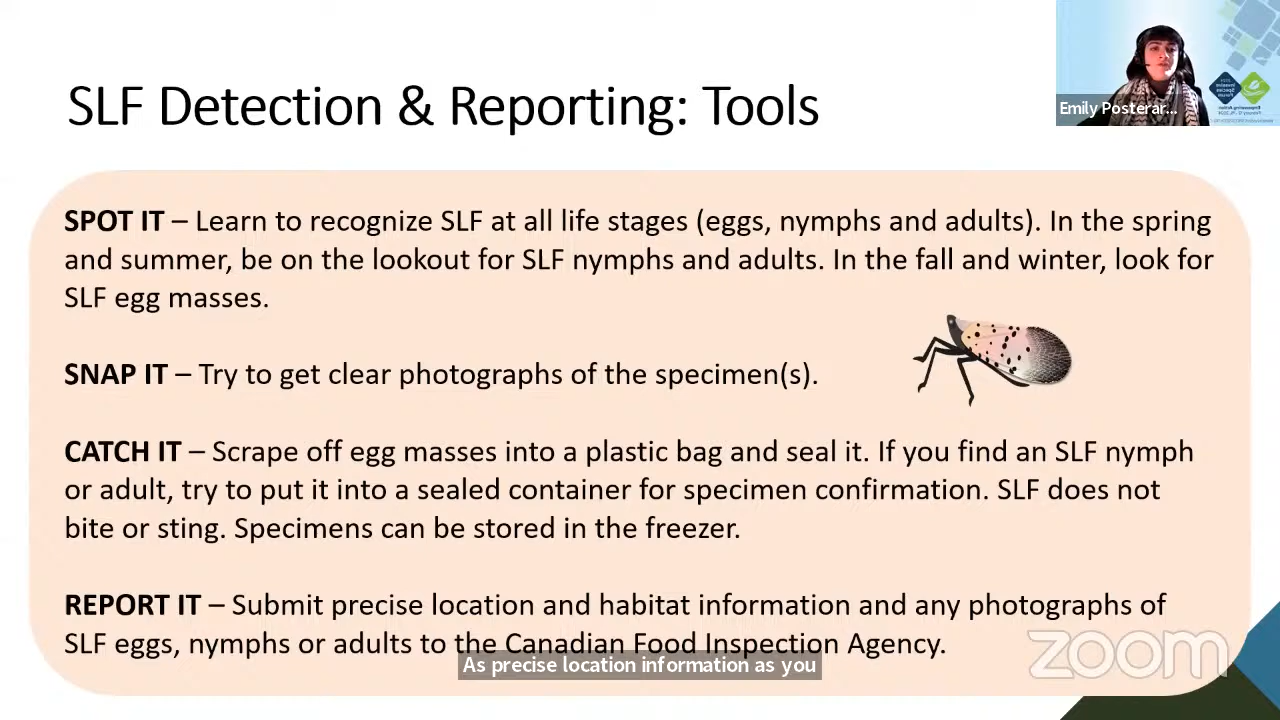 SLF Detection & Reporting: Tools
Emily Posterar...
SPOT IT – Learn to recognize SLF at all life stages (eggs, nymphs and adults). In the spring
and summer, be on the lookout for SLF nymphs and adults. In the fall and winter, look for
SLF egg masses.
SNAP IT – Try to get clear photographs of the specimen(s).
CATCH IT – Scrape off egg masses into a plastic bag and seal it. If you find an SLF nymph
or adult, try to put it into a sealed container for specimen confirmation. SLF does not
bite or sting. Specimens can be stored in the freezer.
REPORT IT – Submit precise location and habitat information and any photographs of
SLF eggs, nymphs or adults to the Canadian Food Inspection Agency.
As precise location information as you
zoom